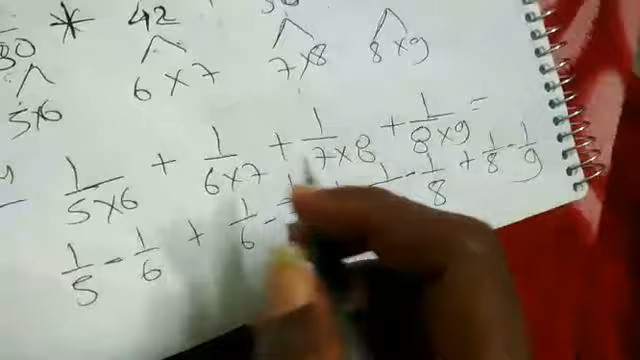 30 * 42
5×6 6×7 7×8 8×9
1/5×6 + 1/6×7 + 1/7×8 + 1/8×9 =
1/5 - 1/6 + 1/6 - - 1/8 + 1/8 - 1/9